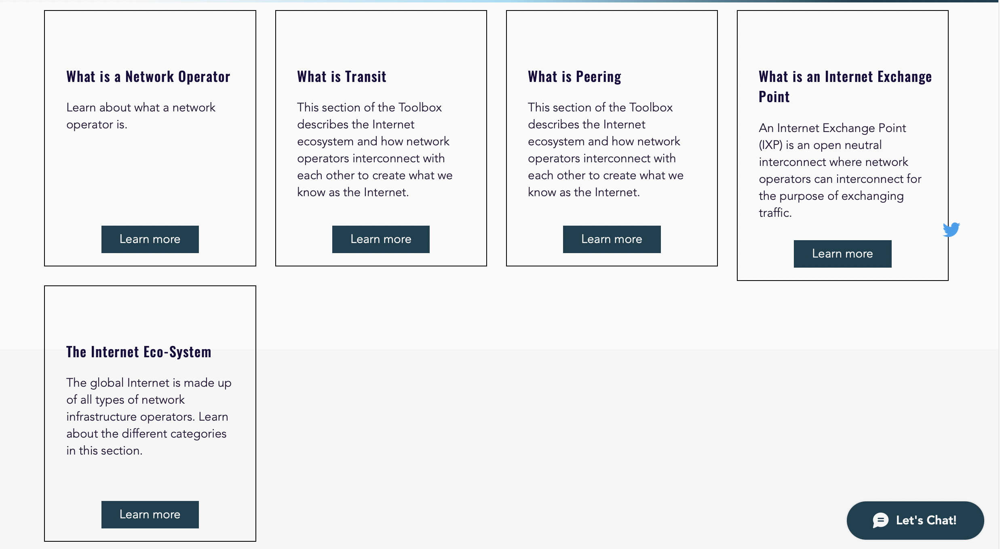 What is a Network Operator
Learn about what a network
operator is.
Learn more
What is Transit
This section of the Toolbox
describes the Internet
ecosystem and how network
operators interconnect with
each other to create what we
know as the Internet.
Learn more
What is Peering
This section of the Toolbox
describes the Internet
ecosystem and how network
operators interconnect with
each other to create what we
know as the Internet.
Learn more
What is an Internet Exchange
Point
An Internet Exchange Point
(IXP) is an open neutral
interconnect where network
operators can interconnect for
the purpose of exchanging
traffic.
Learn more
The Internet Eco-System
The global Internet is made up
of all types of network
infrastructure operators. Learn
about the different categories
in this section.
Learn more
Let's Chat!